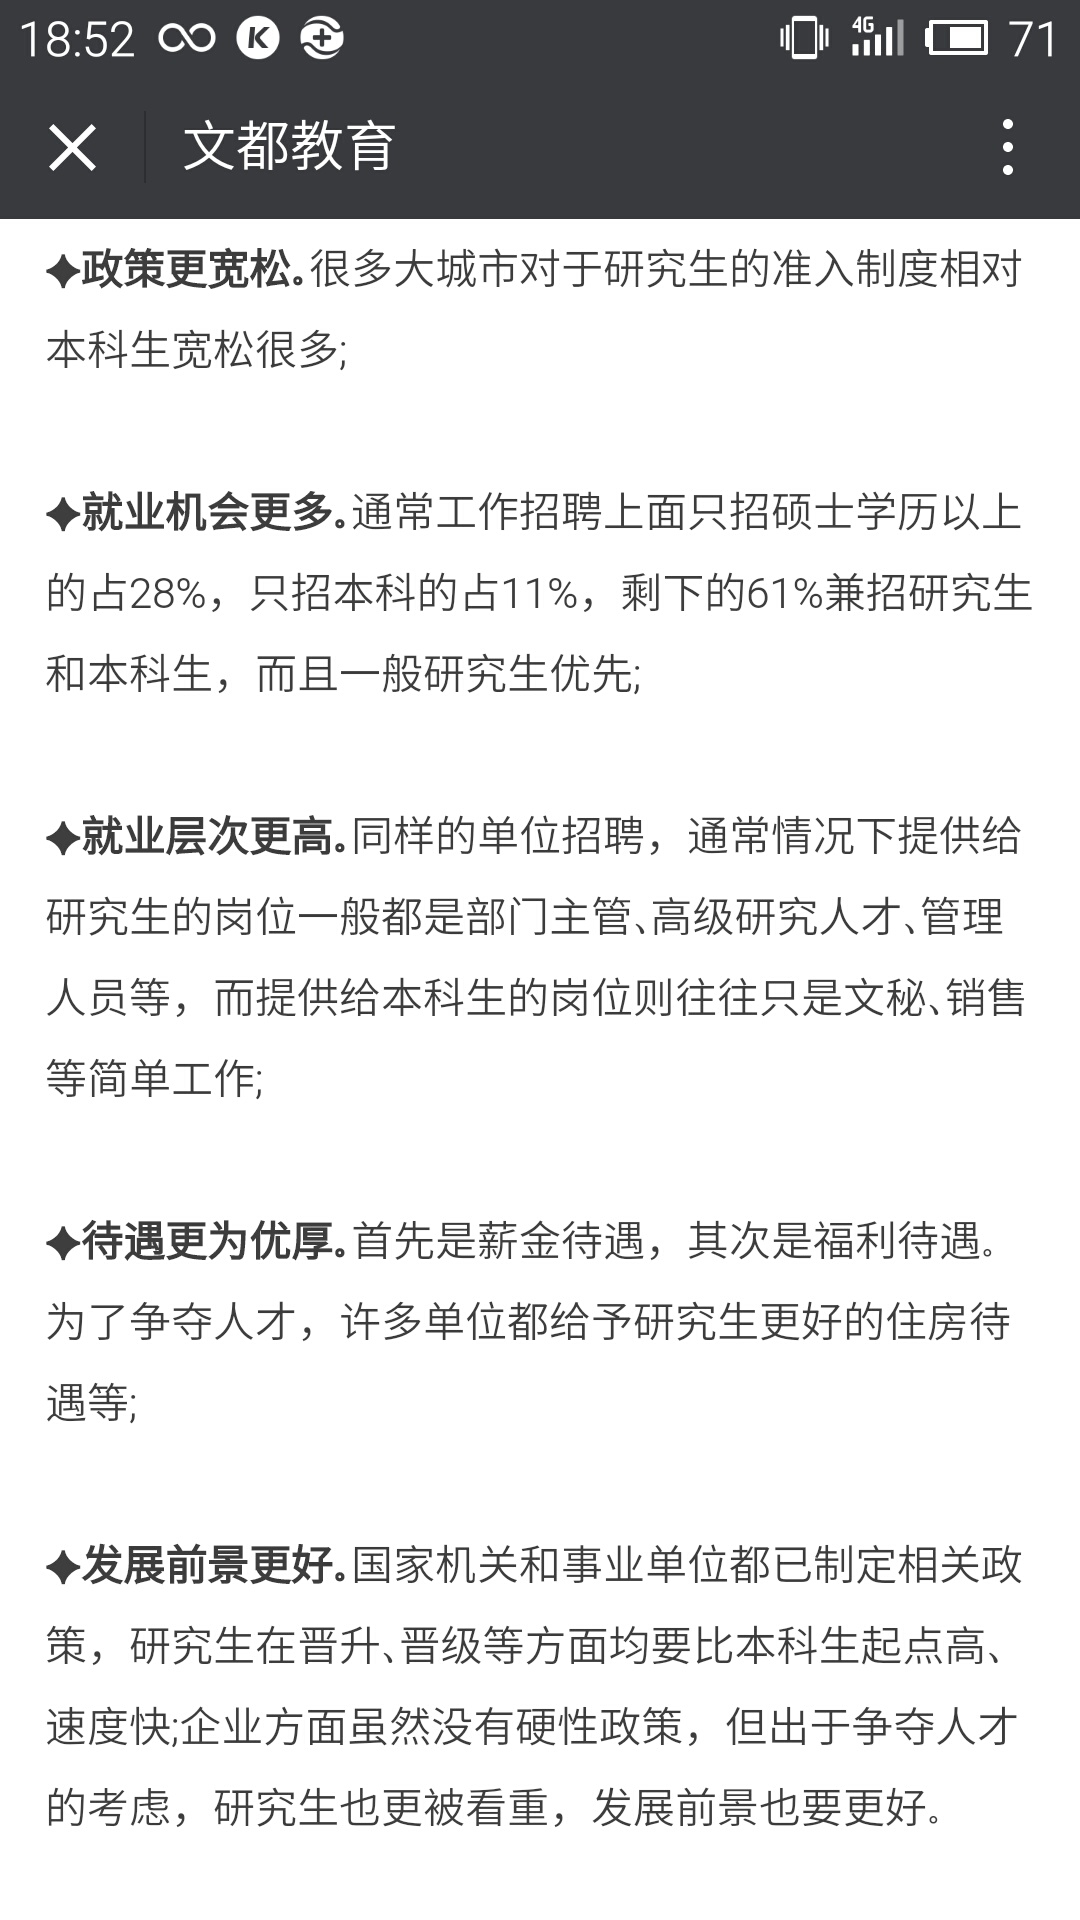 18:52 4G 71
文都教育
✦政策更宽松。很多大城市对于研究生的准入制度相对
本科生宽松很多;
✦就业机会更多。通常工作招聘上面只招硕士学历以上
的占28%，只招本科的占11%，剩下的61%兼招研究生
和本科生，而且一般研究生优先;
✦就业层次更高。同样的单位招聘，通常情况下提供给
研究生的岗位一般都是部门主管、高级研究人才、管理
人员等，而提供给本科生的岗位则往往只是文秘、销售
等简单工作;
✦待遇更为优厚。首先是薪金待遇，其次是福利待遇。
为了争夺人才，许多单位都给予研究生更好的住房待
遇等;
✦发展前景更好。国家机关和事业单位都已制定相关政
策，研究生在晋升、晋级等方面均要比本科生起点高、
速度快;企业方面虽然没有硬性政策，但出于争夺人才
的考虑，研究生也更被看重，发展前景也要更好。